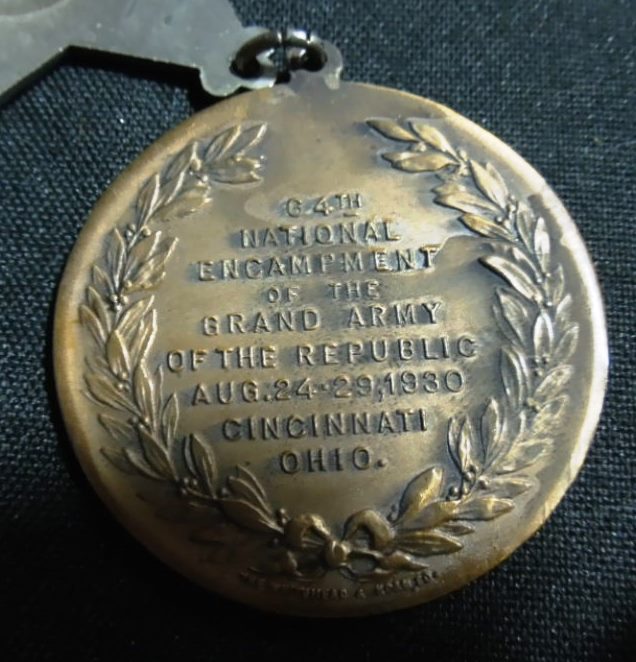 64TH
NATIONAL
ENCAMPMENT
OF THE
GRAND ARMY
OF THE REPUBLIC
AUG. 24-29, 1930
CINCINNATI
OHIO.